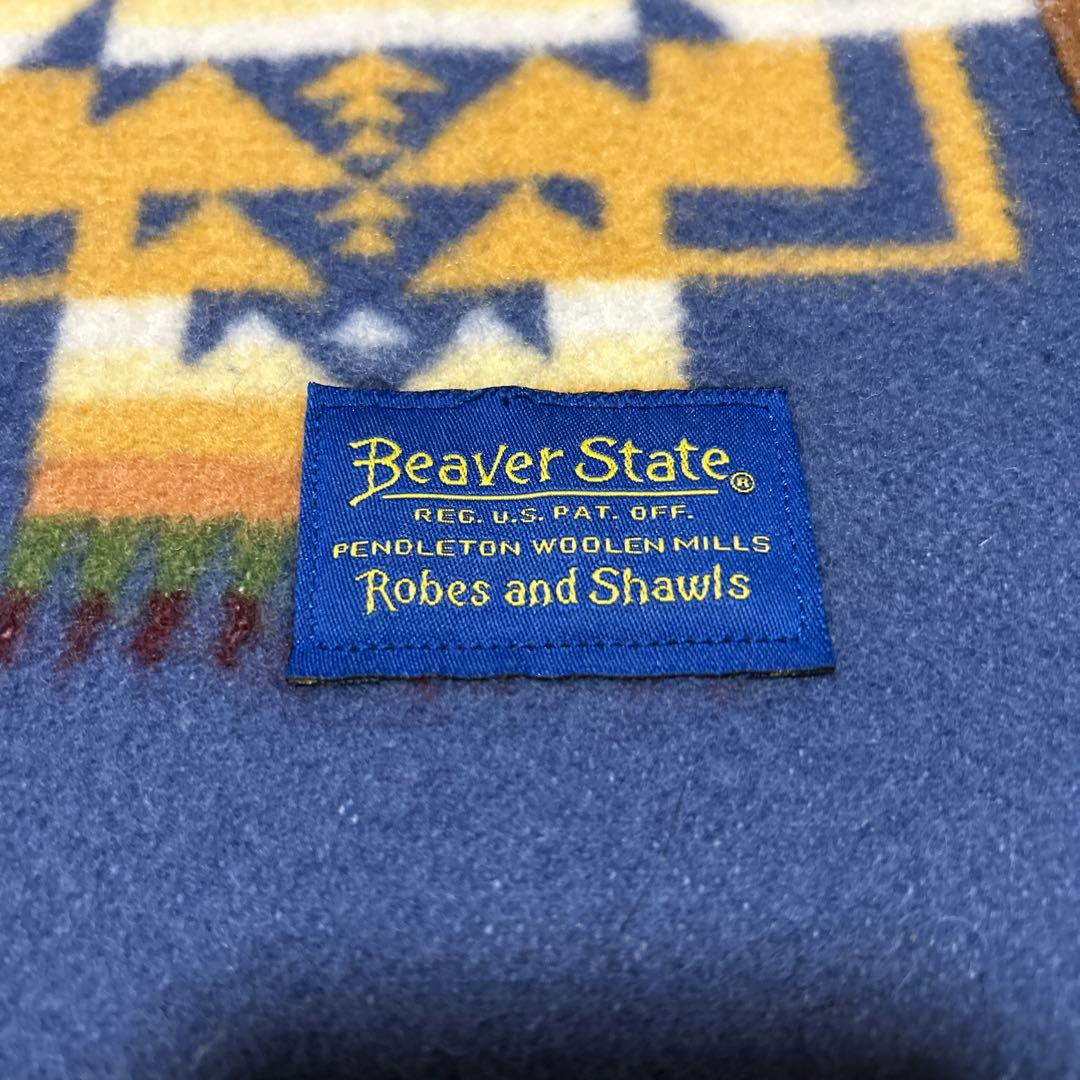 Beaver State®
REG. U.S. PAT. OFF.
PENDLETON WOOLEN MILLS
Robes and Shawls